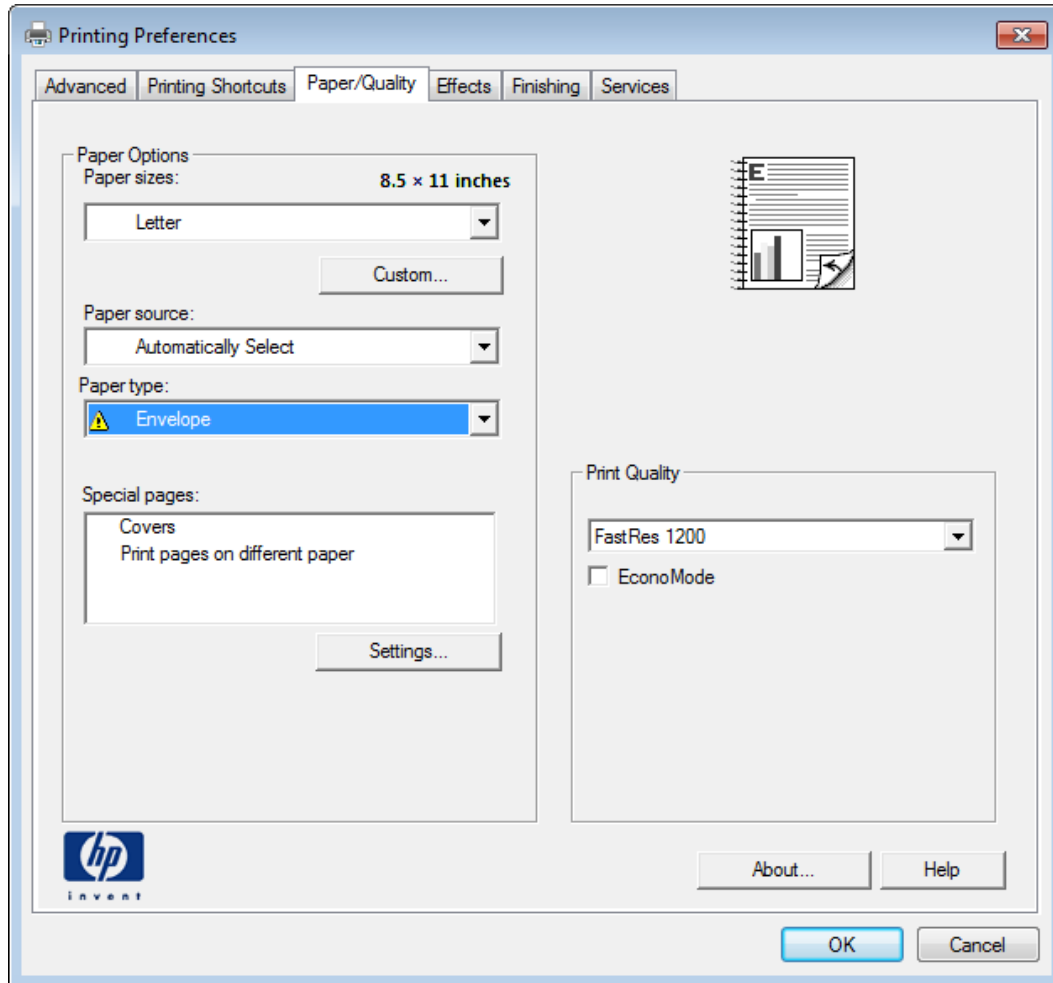 Printing Preferences
Advanced Printing Shortcuts Paper/Quality Effects Finishing Services
Paper Options
Paper sizes: 8.5 × 11 inches
Letter
Custom...
Paper source:
Automatically Select
Paper type:
Envelope
Special pages:
Covers
Print pages on different paper
Settings...
E
Print Quality
FastRes 1200
EconoMode
hp
invent
About... Help
OK Cancel